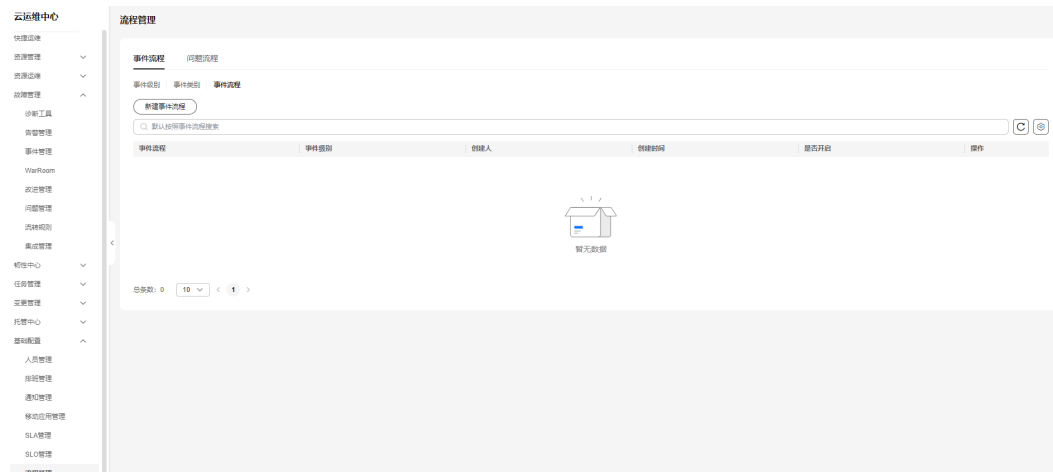 云运维中心
快捷运维
资源管理
资源运维
故障管理
诊断工具
告警管理
事件管理
WarRoom
改进管理
问题管理
流转规则
集成管理
韧性中心
任务管理
变更管理
托管中心
基础配置
人员管理
排班管理
通知管理
移动应用管理
SLA管理
SLO管理
流程管理
流程管理
事件流程 问题流程
事件级别 事件类别 事件流程
新建事件流程
默认按照事件流程搜索
事件流程 事件级别 创建人 创建时间 是否开启 操作
暂无数据
总条数: 0 10 < 1 >